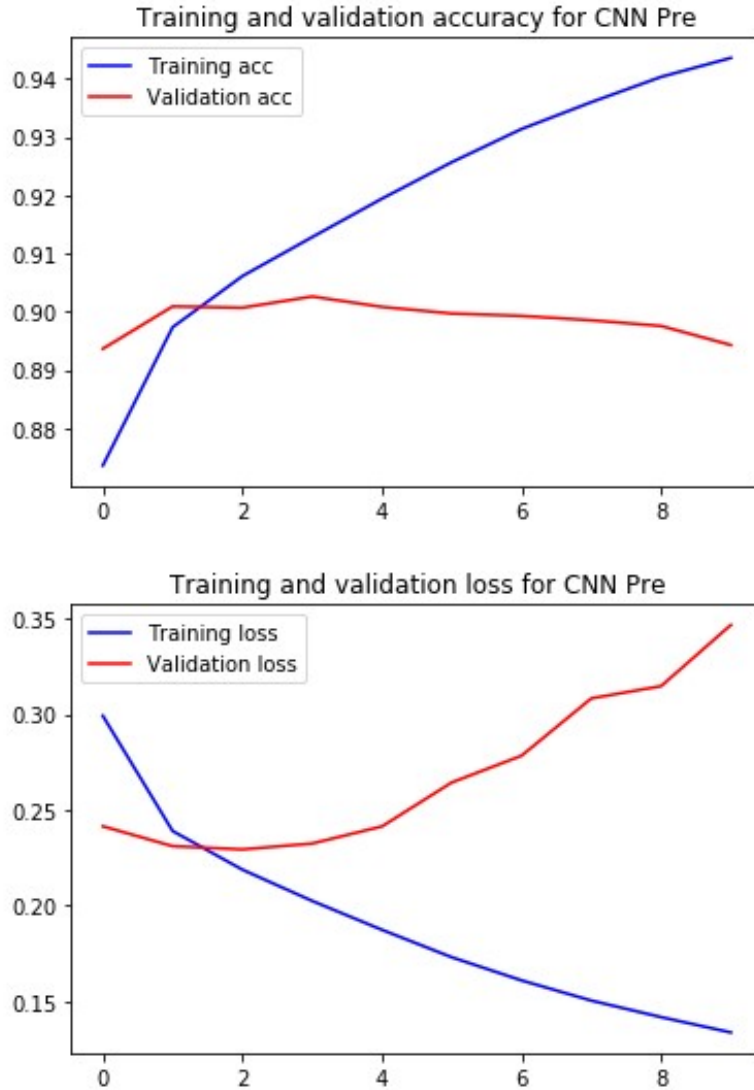 Training and validation accuracy for CNN Pre
Training acc
Validation acc
0.94
0.93
0.92
0.91
0.90
0.89
0.88
0 2 4 6 8
Training and validation loss for CNN Pre
Training loss
Validation loss
0.35
0.30
0.25
0.20
0.15
0 2 4 6 8